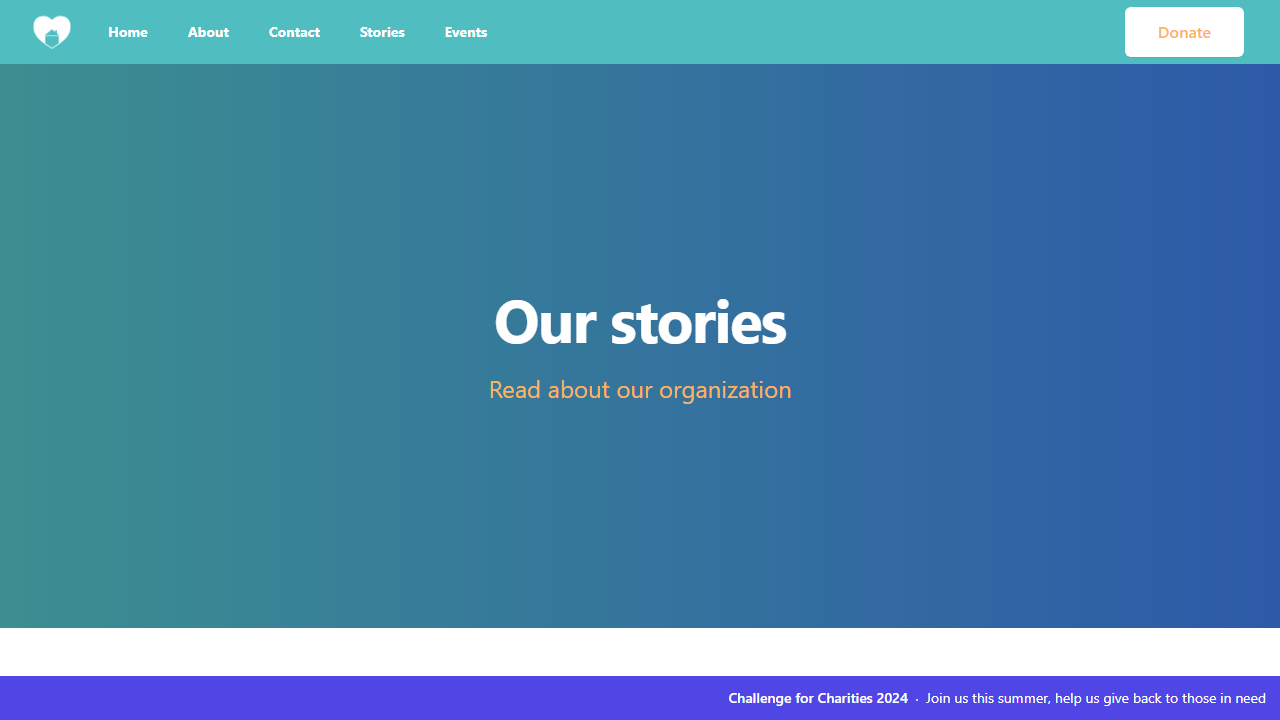 Home About Contact Stories Events Donate
Our stories
Read about our organization
Challenge for Charities 2024 · Join us this summer, help us give back to those in need